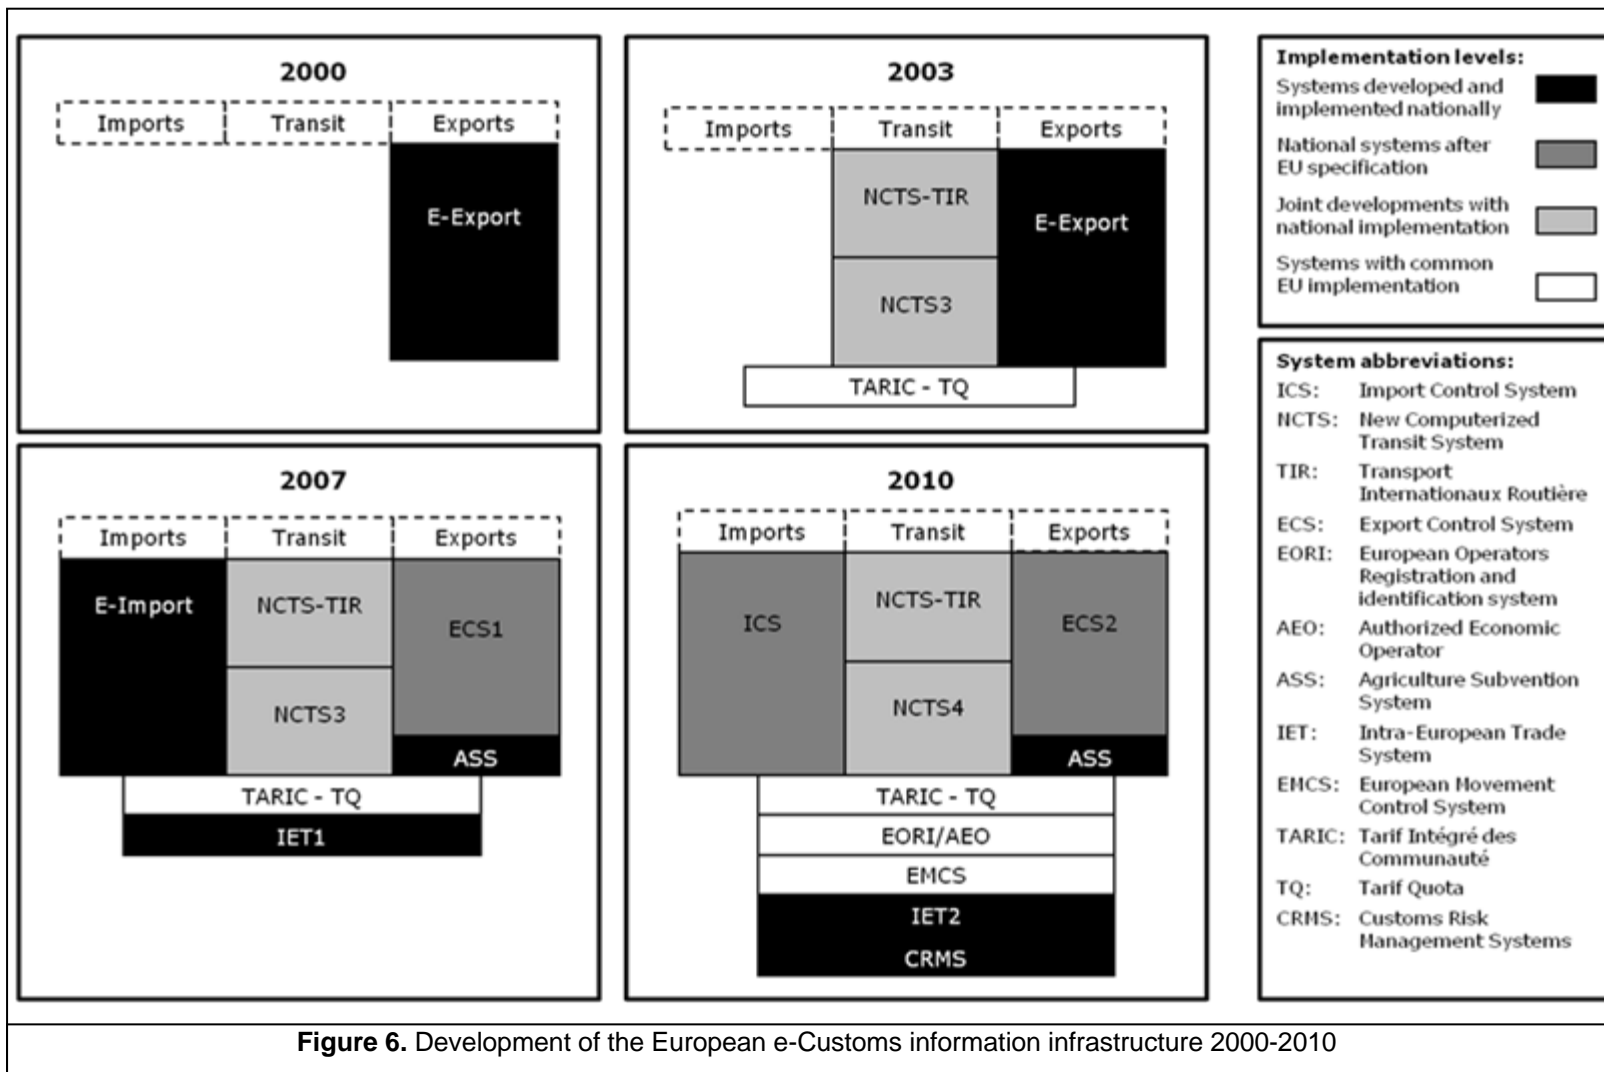 2000
Imports Transit Exports
E-Export
2003
Imports Transit Exports
NCTS-TIR
E-Export
NCTS3
TARIC - TQ
2007
Imports Transit Exports
E-Import
NCTS-TIR
ECS1
NCTS3
ASS
TARIC - TQ
IET1
2010
Imports Transit Exports
ICS
NCTS-TIR
ECS2
NCTS4
ASS
TARIC - TQ
EORI/AEO
EMCS
IET2
CRMS
Implementation levels:
Systems developed and
implemented nationally
National systems after
EU specification
Joint developments with
national implementation
Systems with common
EU implementation
System abbreviations:
ICS: Import Control System
NCTS: New Computerized
Transit System
TIR: Transport
Internationaux Routière
ECS: Export Control System
EORI: European Operators
Registration and
identification system
AEO: Authorized Economic
Operator
ASS: Agriculture Subvention
System
IET: Intra-European Trade
System
EMCS: European Movement
Control System
TARIC: Tarif Intégré des
Communauté
TQ: Tarif Quota
CRMS: Customs Risk
Management Systems
Figure 6. Development of the European e-Customs information infrastructure 2000-2010